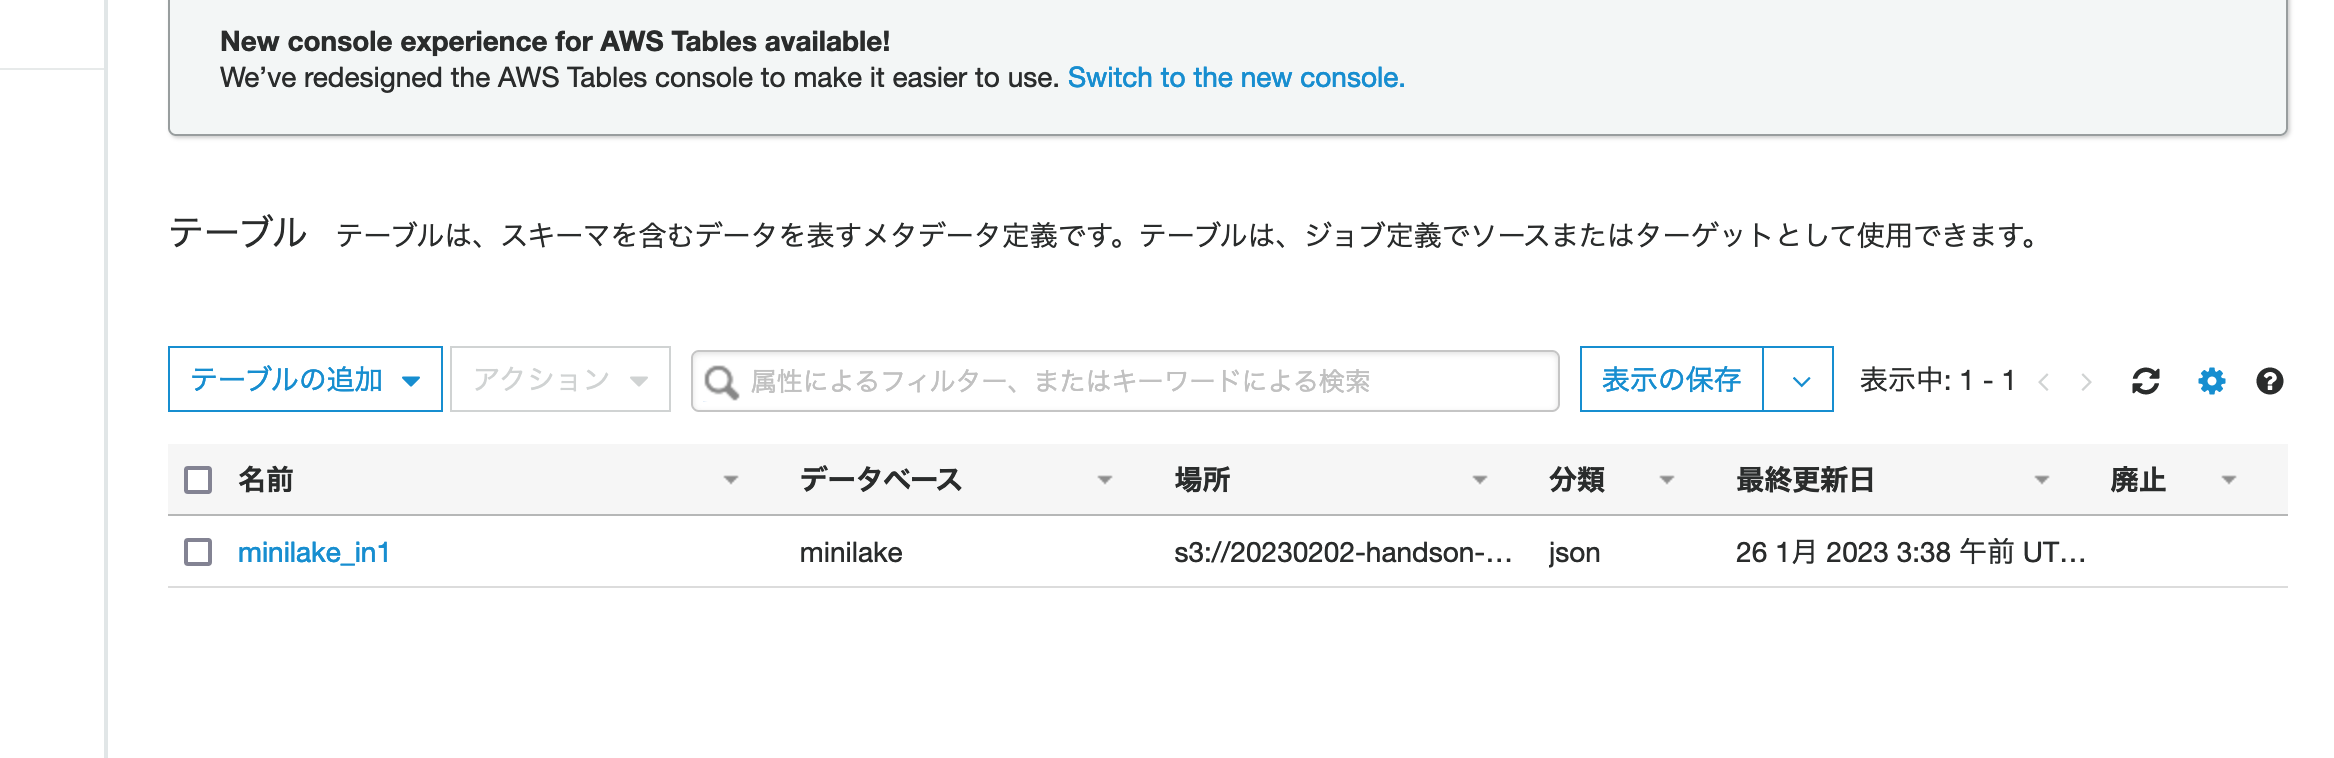 New console experience for AWS Tables available!
We’ve redesigned the AWS Tables console to make it easier to use. Switch to the new console.
テーブル テーブルは、スキーマを含むデータを表すメタデータ定義です。テーブルは、ジョブ定義でソースまたはターゲットとして使用できます。
テーブルの追加 アクション 属性によるフィルター、またはキーワードによる検索 表示の保存 表示中: 1 - 1
名前 データベース 場所 分類 最終更新日 廃止
minilake_in1 minilake s3://20230202-handson-… json 26 1月 2023 3:38 午前 UT…